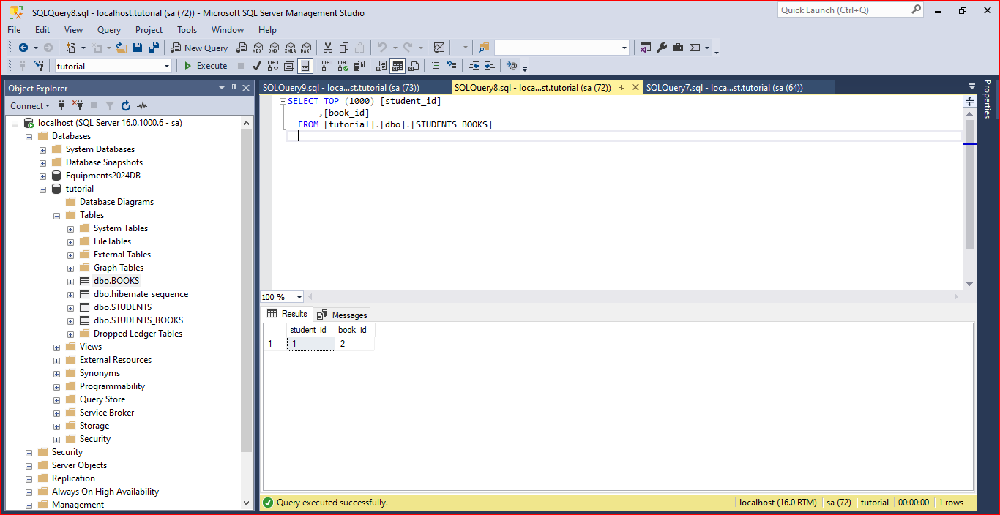 SQLQuery8.sql - localhost.tutorial (sa (72)) - Microsoft SQL Server Management Studio
Quick Launch (Ctrl+Q)
File Edit View Query Project Tools Window Help
New Query MDX DMX XMLA DAX
tutorial Execute
Object Explorer
Connect
localhost (SQL Server 16.0.1000.6 - sa)
Databases
System Databases
Database Snapshots
Equipments2024DB
tutorial
Database Diagrams
Tables
System Tables
FileTables
External Tables
Graph Tables
dbo.BOOKS
dbo.hibernate_sequence
dbo.STUDENTS
dbo.STUDENTS_BOOKS
Dropped Ledger Tables
Views
External Resources
Synonyms
Programmability
Query Store
Service Broker
Storage
Security
Security
Server Objects
Replication
Always On High Availability
Management
SQLQuery9.sql - loca...st.tutorial (sa (73))
SQLQuery8.sql - loca...st.tutorial (sa (72))
SQLQuery7.sql - loca...st.tutorial (sa (64))
SELECT TOP (1000) [student_id]
,[book_id]
FROM [tutorial].[dbo].[STUDENTS_BOOKS]
100 %
Results Messages
student_id book_id
1 1 2
Query executed successfully.
localhost (16.0 RTM) sa (72) tutorial 00:00:00 1 rows
Properties